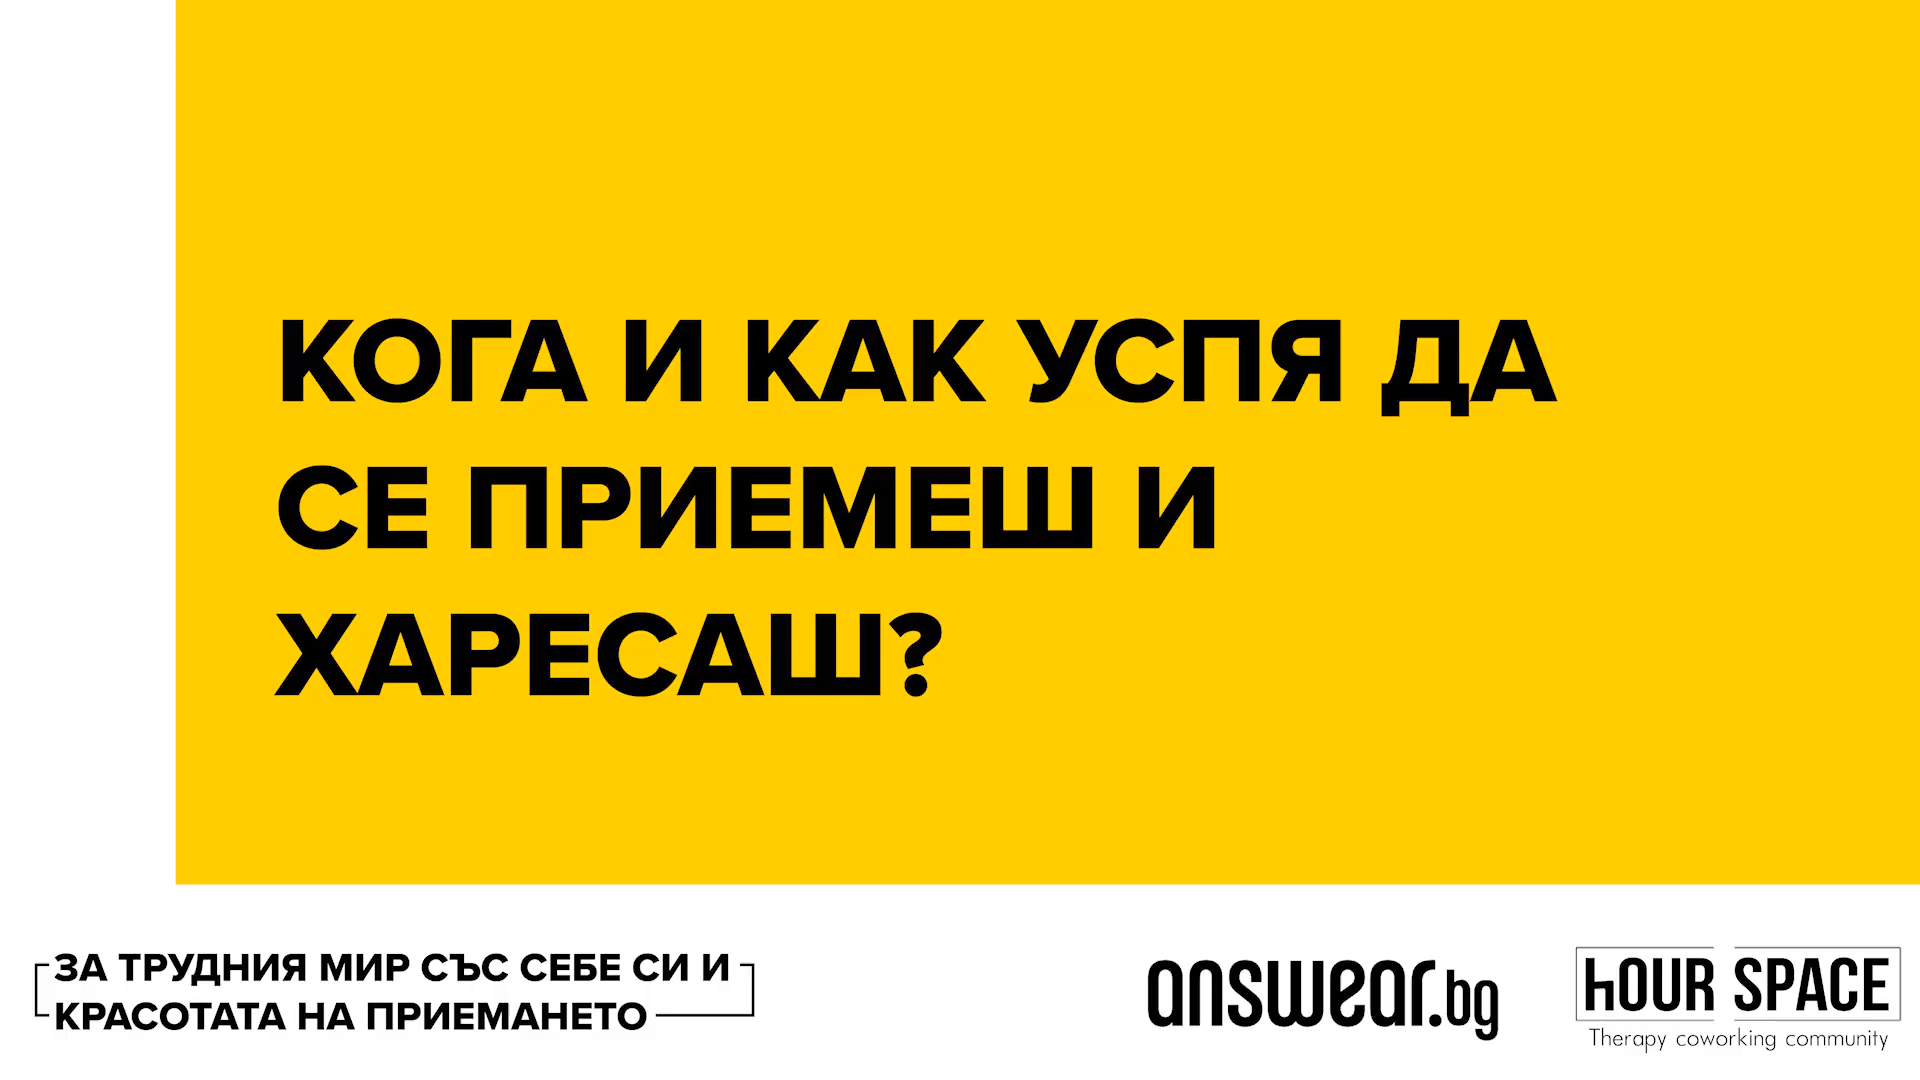 КОГА И КАК УСПЯ ДА
СЕ ПРИЕМЕШ И
ХАРЕСАШ?
ЗА ТРУДНИЯ МИР СЪС СЕБЕ СИ И
КРАСОТАТА НА ПРИЕМАНЕТО
answear.bg
hOUR SPACE
Therapy coworking community